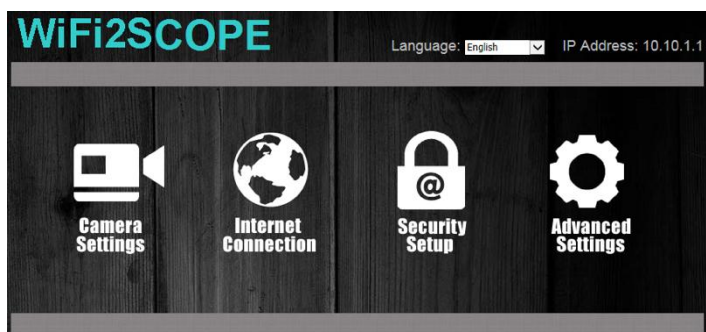 WiFi2SCOPE
Language: English IP Address: 10.10.1.1
Camera Settings
Internet Connection
@
Security Setup
Advanced Settings